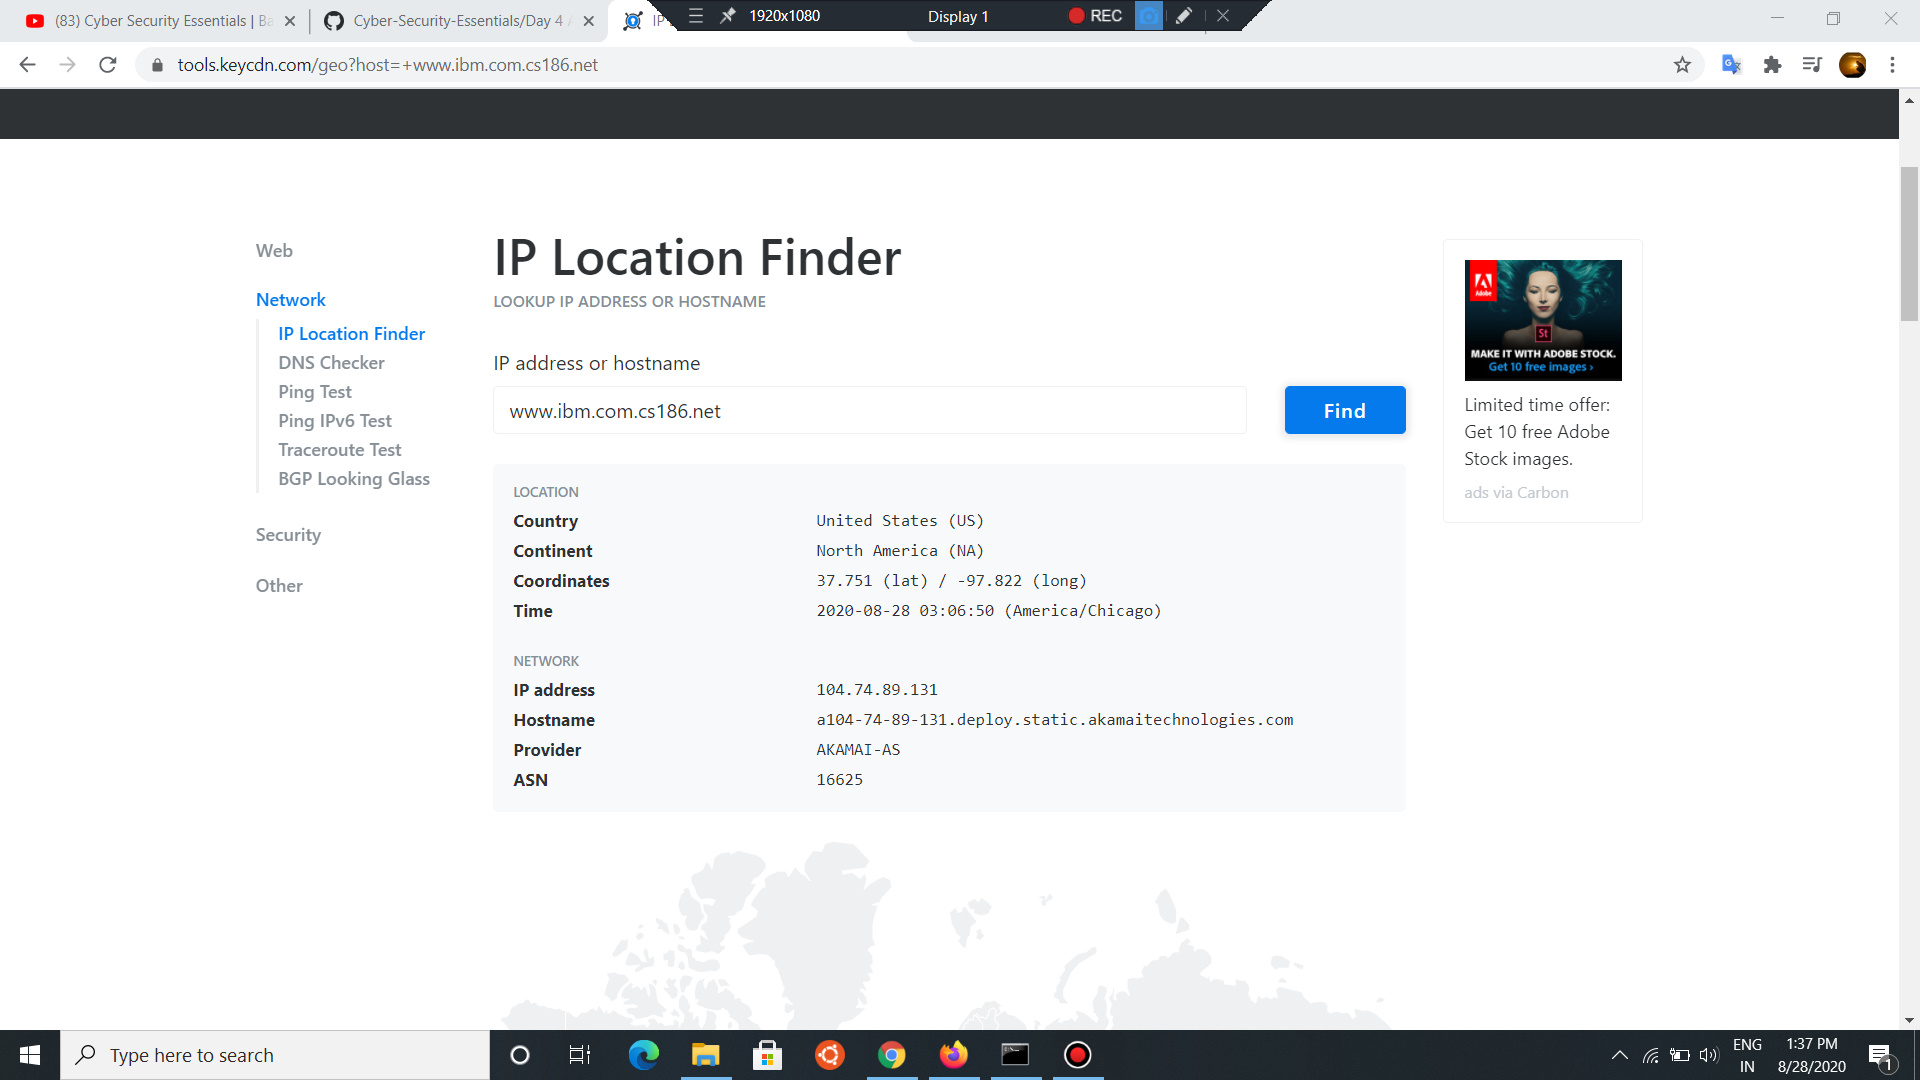 (83) Cyber Security Essentials | Ba
Cyber-Security-Essentials/Day 4
1920x1080
Display 1
REC
tools.keycdn.com/geo?host=+www.ibm.com.cs186.net
Web
Network
IP Location Finder
DNS Checker
Ping Test
Ping IPv6 Test
Traceroute Test
BGP Looking Glass
Security
Other
IP Location Finder
LOOKUP IP ADDRESS OR HOSTNAME
IP address or hostname
www.ibm.com.cs186.net
Find
LOCATION
Country United States (US)
Continent North America (NA)
Coordinates 37.751 (lat) / -97.822 (long)
Time 2020-08-28 03:06:50 (America/Chicago)
NETWORK
IP address 104.74.89.131
Hostname a104-74-89-131.deploy.static.akamaitechnologies.com
Provider AKAMAI-AS
ASN 16625
Adobe
St
MAKE IT WITH ADOBE STOCK.
Get 10 free images ›
Limited time offer:
Get 10 free Adobe
Stock images.
ads via Carbon
Type here to search
ENG
IN
1:37 PM
8/28/2020
1